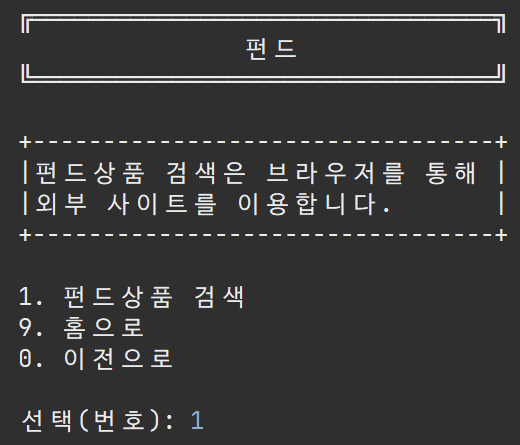 펀드
펀드상품 검색은 브라우저를 통해
외부 사이트를 이용합니다.
1. 펀드상품 검색
9. 홈으로
0. 이전으로
선택(번호): 1